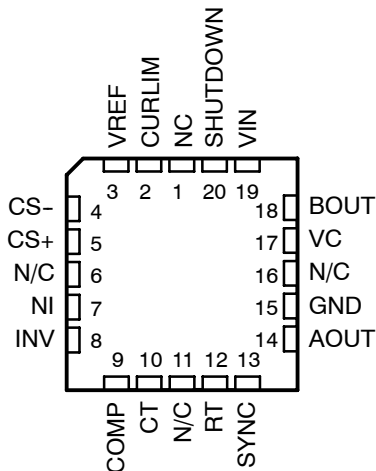 VREF CURLIM NC SHUTDOWN VIN
3 2 1 20 19
CS– 4 18 BOUT
CS+ 5 17 VC
N/C 6 16 N/C
NI 7 15 GND
INV 8 14 AOUT
9 10 11 12 13
COMP CT N/C RT SYNC